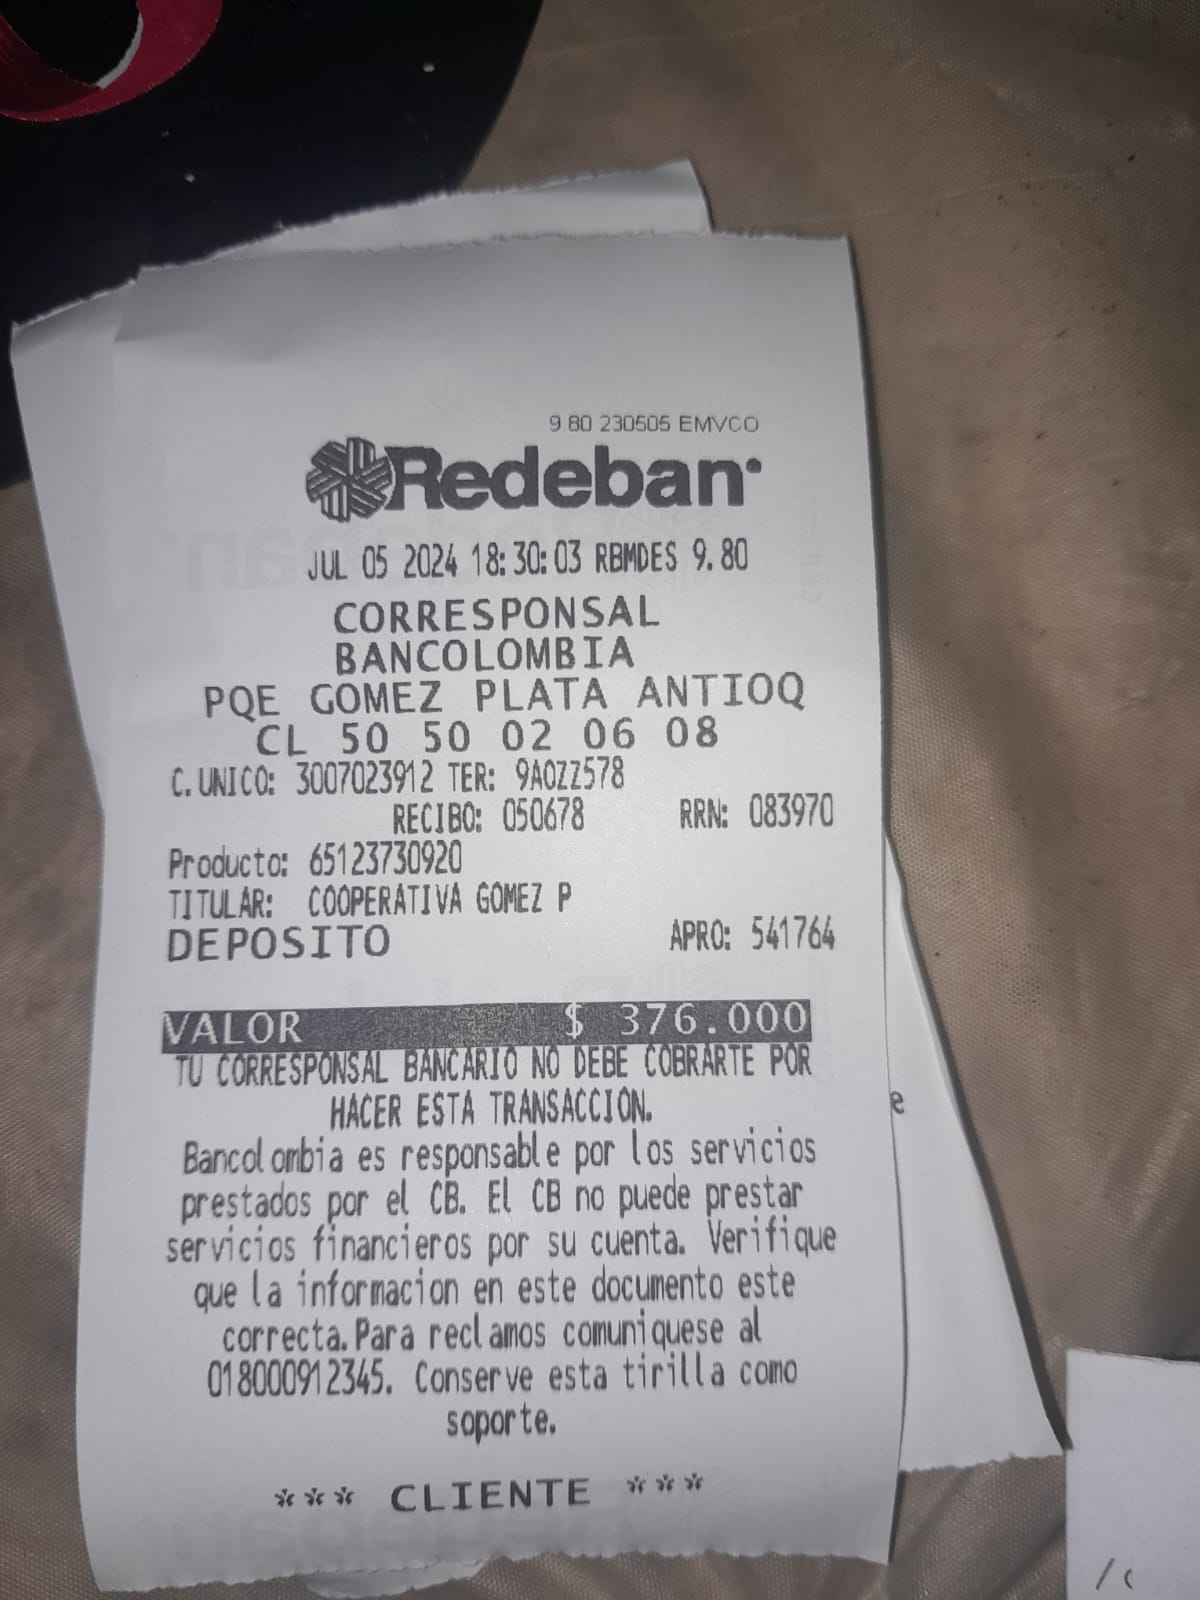 9 80 230505 EMVCO
Redeban
JUL 05 2024 18:30:03 RBMDES 9.80
CORRESPONSAL
BANCOLOMBIA
PQE GOMEZ PLATA ANTIOQ
CL 50 50 02 06 08
C.UNICO: 3007023912 TER: 9A0ZZ578
RECIBO: 050678 RRN: 083970
Producto: 65123730920
TITULAR: COOPERATIVA GOMEZ P
DEPOSITO APRO: 541764
VALOR $ 376.000
TU CORRESPONSAL BANCARIO NO DEBE COBRARTE POR
HACER ESTA TRANSACCION.
Bancolombia es responsable por los servicios
prestados por el CB. El CB no puede prestar
servicios financieros por su cuenta. Verifique
que la informacion en este documento este
correcta.Para reclamos comuniquese al
018000912345. Conserve esta tirilla como
soporte.
*** CLIENTE ***
e